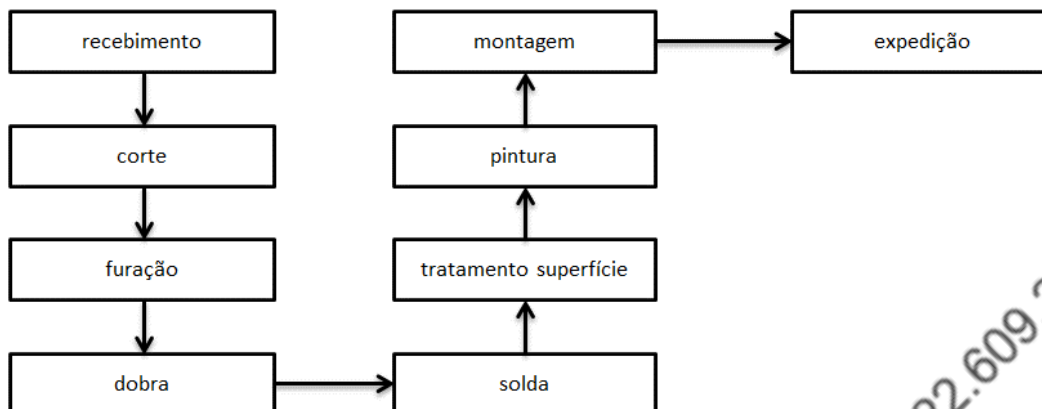 recebimento
corte
furação
dobra
solda
tratamento superfície
pintura
montagem
expedição